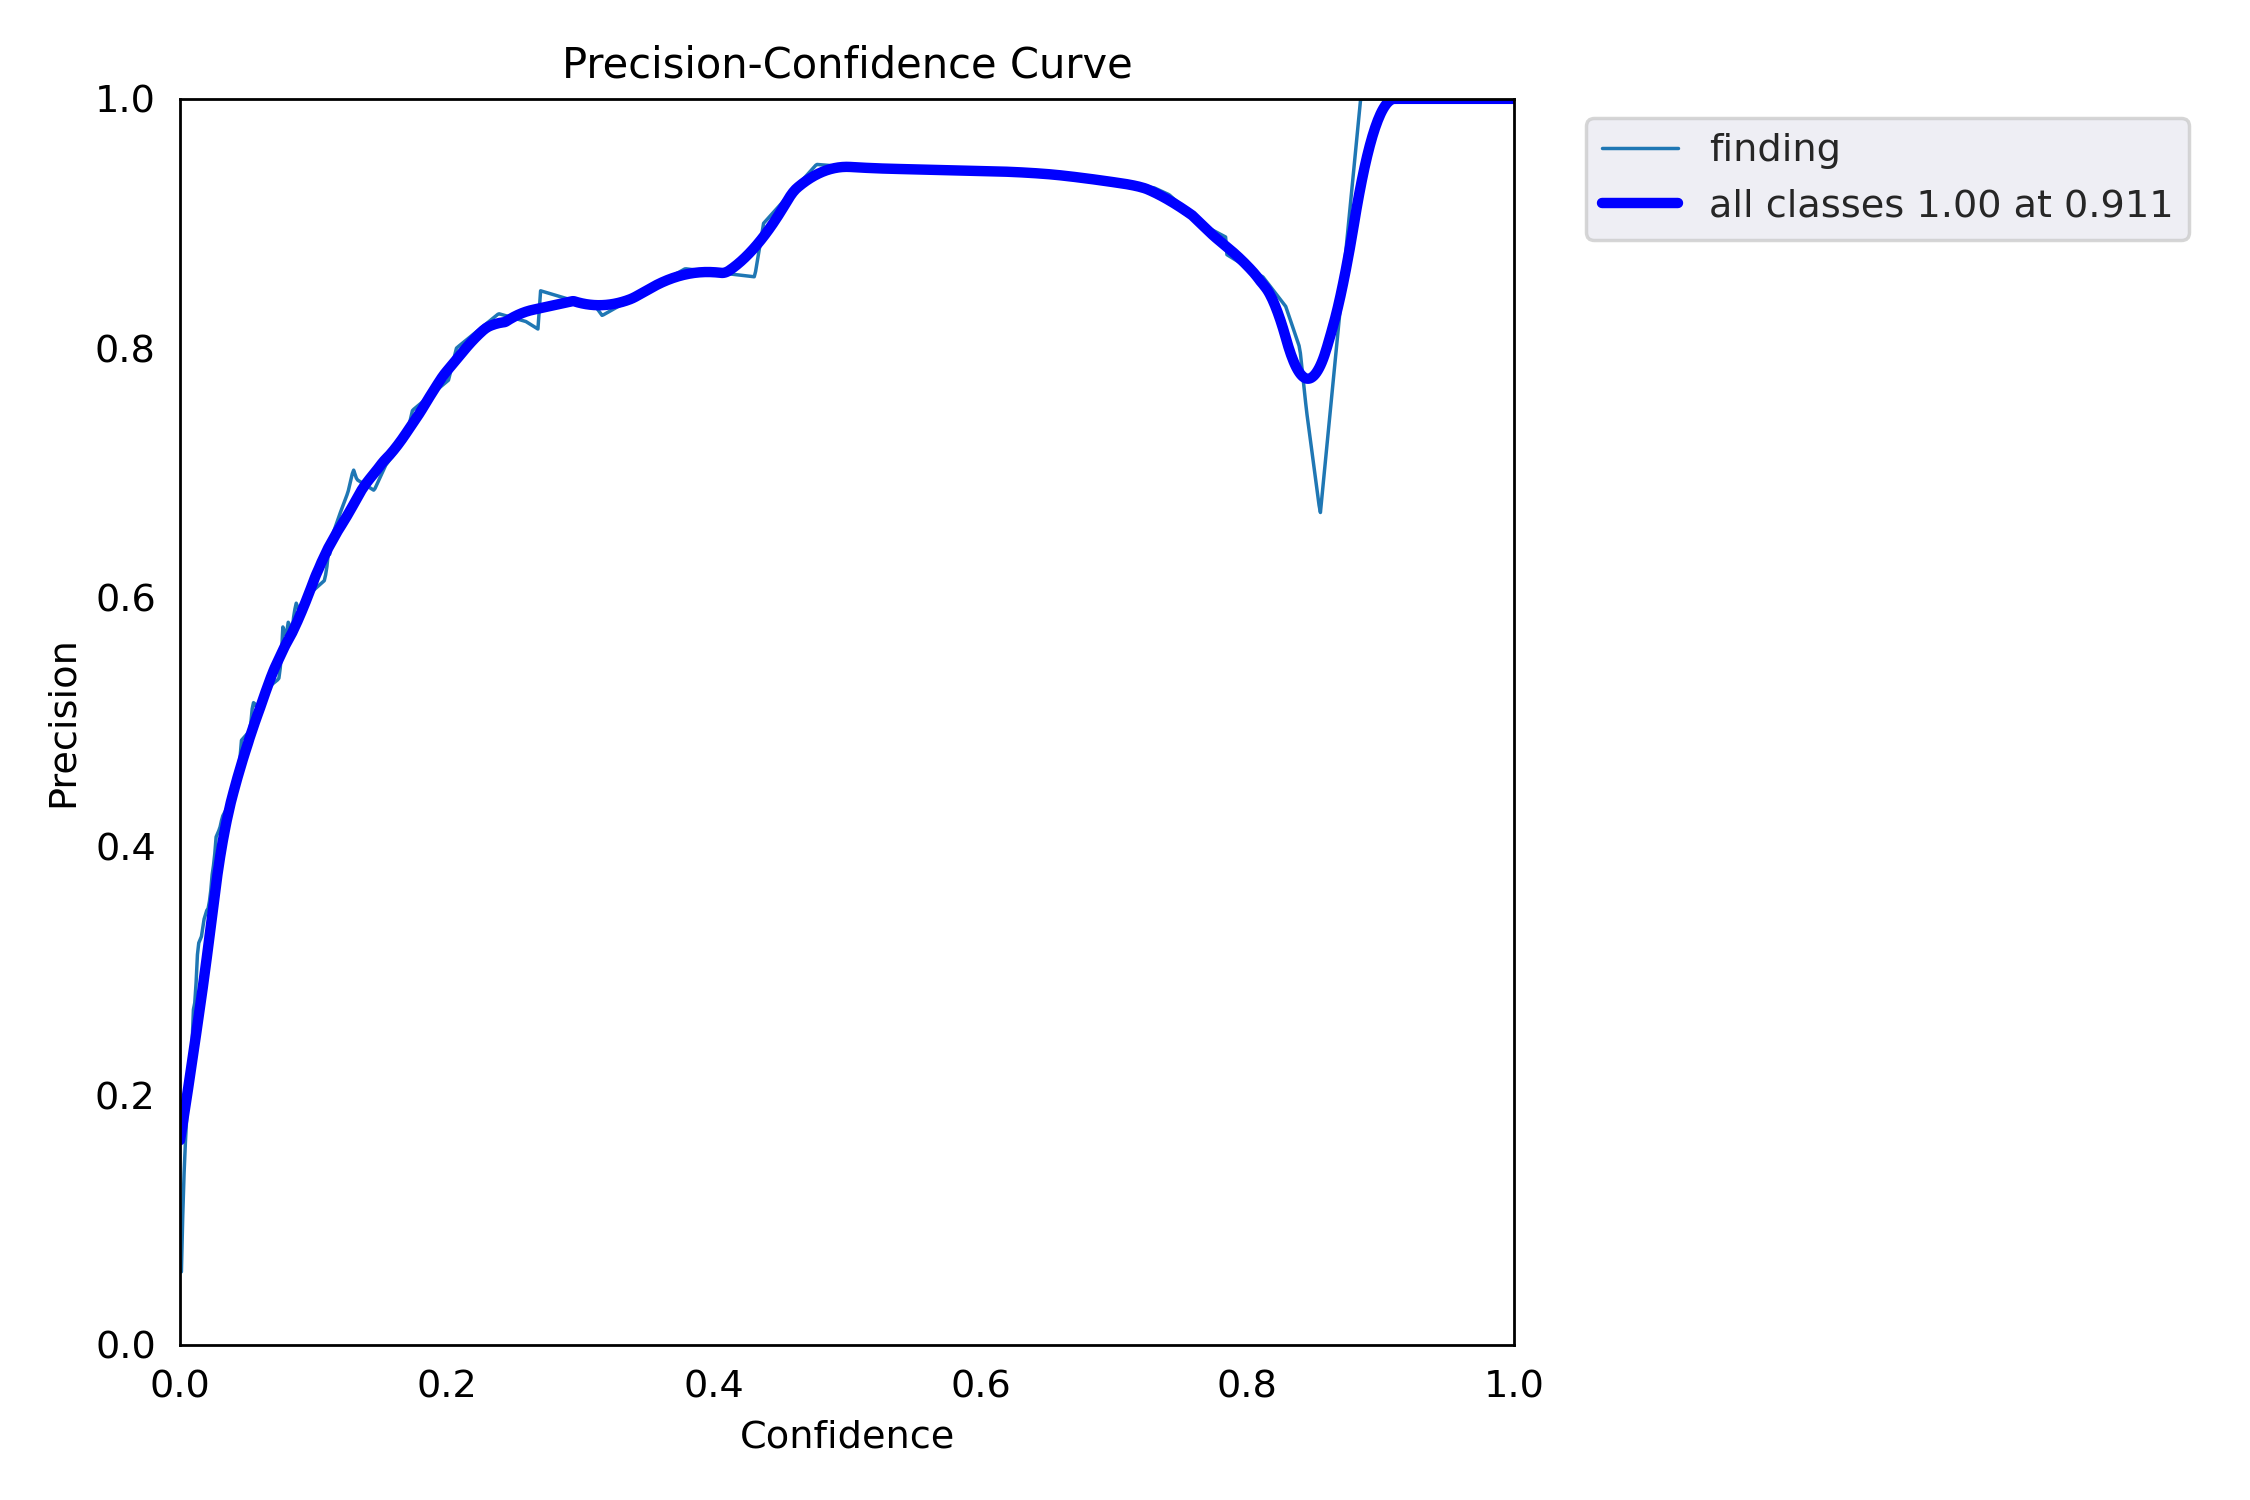 Precision-Confidence Curve
1.0
0.8
0.6
0.4
0.2
0.0
Precision
0.0 0.2 0.4 0.6 0.8 1.0
Confidence
finding
all classes 1.00 at 0.911